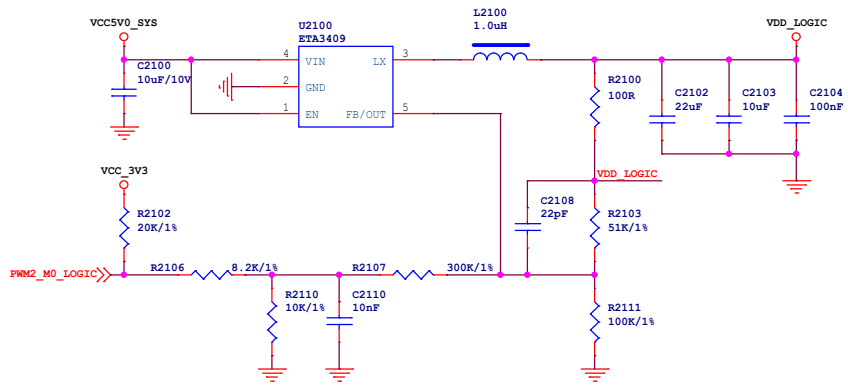 VCC5V0_SYS
U2100
ETA3409
L2100
1.0uH
VDD_LOGIC
4
VIN
LX
3
C2100
10uF/10V
2
GND
1
EN
FB/OUT
5
R2100
100R
C2102
22uF
C2103
10uF
C2104
100nF
VCC_3V3
VDD_LOGIC
C2108
22pF
R2102
20K/1%
R2103
51K/1%
PWM2_M0_LOGIC
R2106
8.2K/1%
R2107
300K/1%
R2110
10K/1%
C2110
10nF
R2111
100K/1%